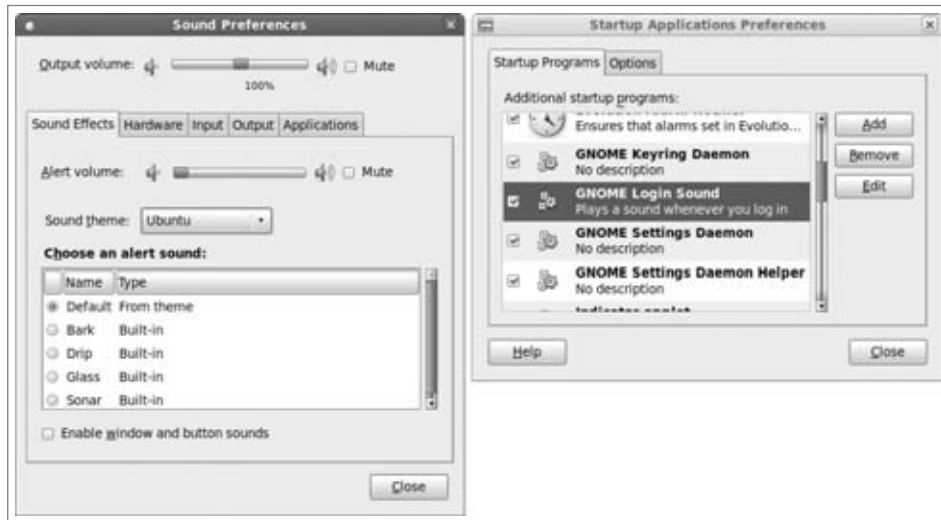 Sound Preferences
Output volume:
Mute
100%
Sound Effects
Hardware
Input
Output
Applications
Alert volume:
Mute
Sound theme:
Ubuntu
Choose an alert sound:
Name Type
Default From theme
Bark Built-in
Drip Built-in
Glass Built-in
Sonar Built-in
Enable window and button sounds
Close
Startup Applications Preferences
Startup Programs
Options
Additional startup programs:
Ensures that alarms set in Evolutio...
GNOME Keyring Daemon
No description
GNOME Login Sound
Plays a sound whenever you log in
GNOME Settings Daemon
No description
GNOME Settings Daemon Helper
No description
Add
Remove
Edit
Help
Close